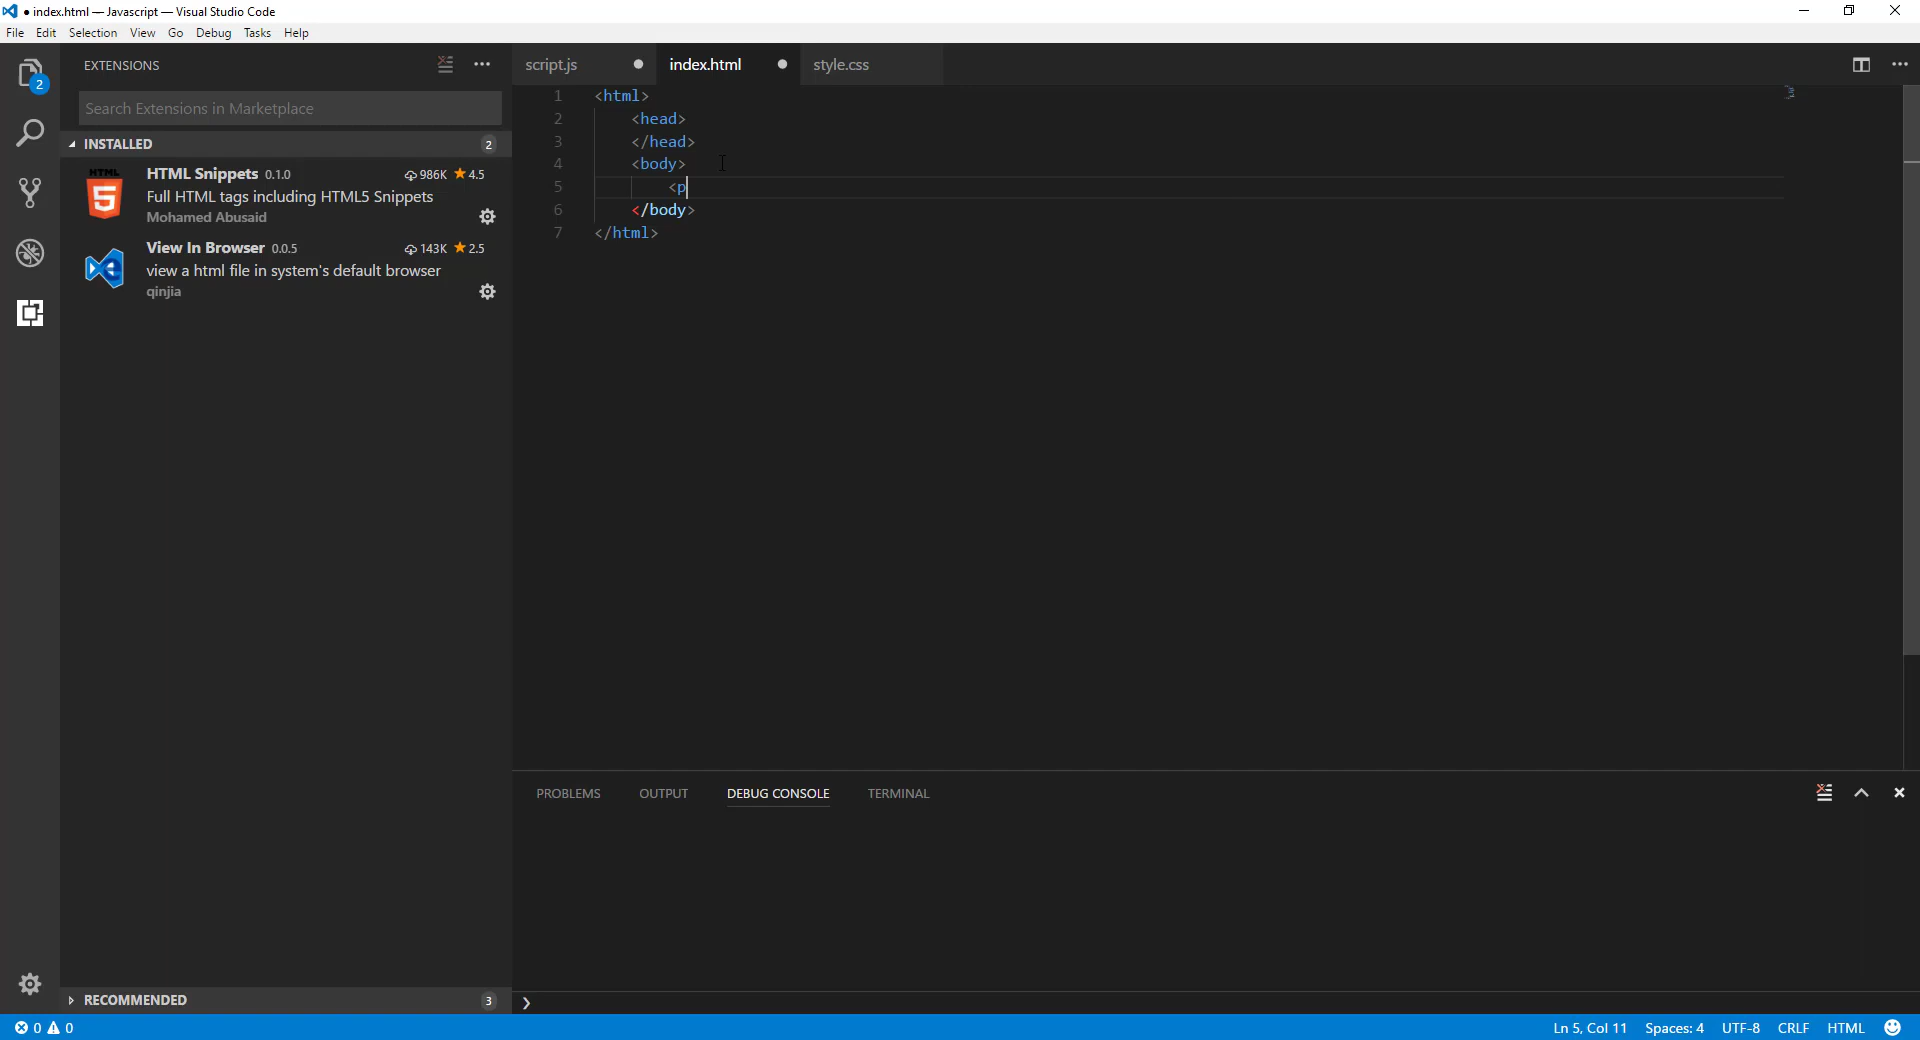 ● index.html — Javascript — Visual Studio Code
File Edit Selection View Go Debug Tasks Help
2
EXTENSIONS
Search Extensions in Marketplace
INSTALLED 2
HTML
5
HTML Snippets 0.1.0 986K ★ 4.5
Full HTML tags including HTML5 Snippets
Mohamed Abusaid
View In Browser 0.0.5 143K ★ 2.5
view a html file in system's default browser
qinjia
RECOMMENDED 3
script.js ● index.html ● style.css
1 <html>
2     <head>
3     </head>
4     <body>
5         <p
6     </body>
7 </html>
PROBLEMS OUTPUT DEBUG CONSOLE TERMINAL
❯
0 0 Ln 5, Col 11 Spaces: 4 UTF-8 CRLF HTML